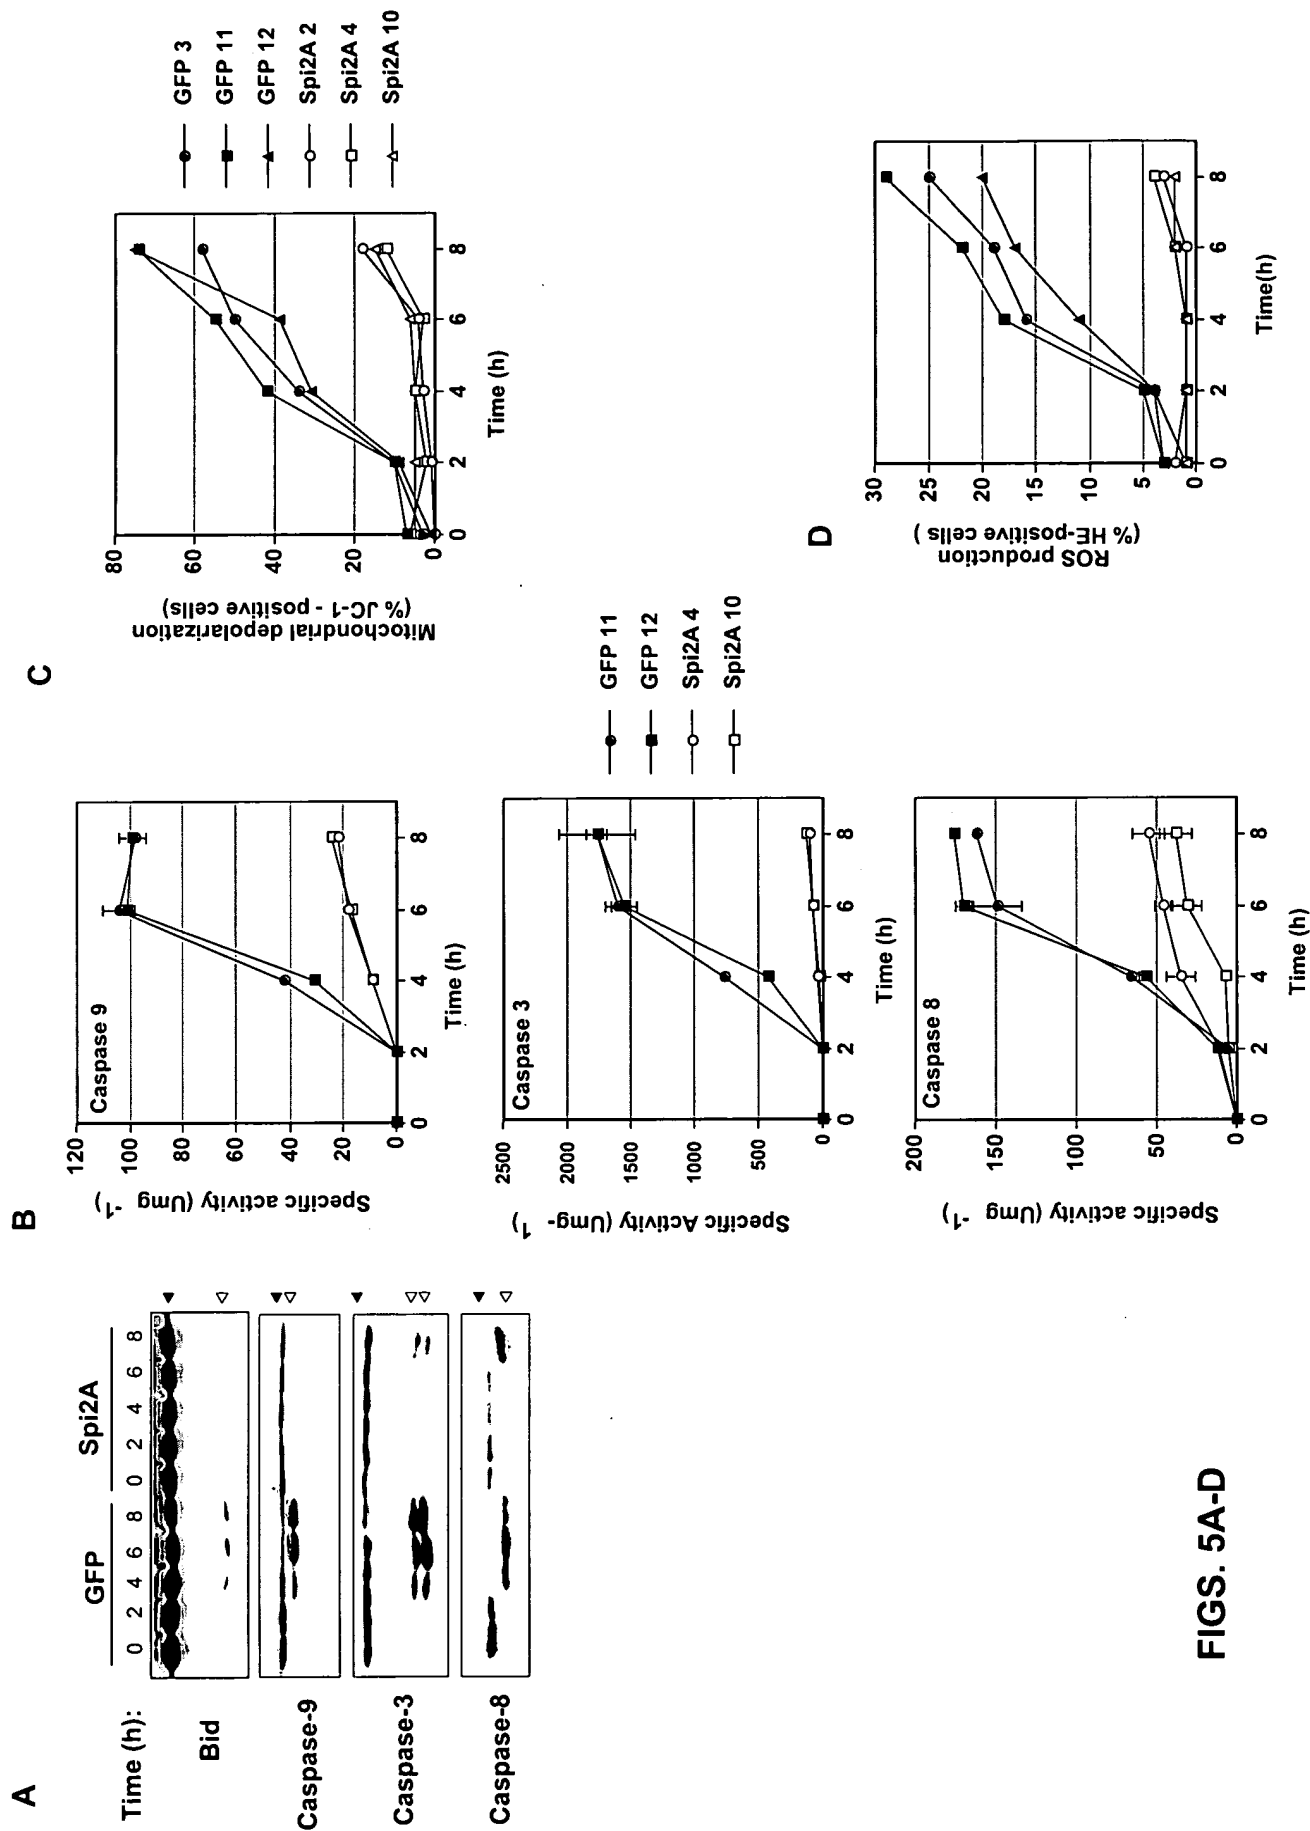 A
GFP
Spi2A
Time (h): 0 2 4 6 8 0 2 4 6 8
Bid
Caspase-9
Caspase-3
Caspase-8
B
Caspase 9
Specific activity (Umg -1)
120
100
80
60
40
20
0
0 2 4 6 8
Time (h)
Caspase 3
Specific Activity (Umg- 1)
2500
2000
1500
1000
500
0
0 2 4 6 8
Time (h)
GFP 11
GFP 12
Spi2A 4
Spi2A 10
Caspase 8
Specific activity (Umg -1)
200
150
100
50
0
0 2 4 6 8
Time (h)
C
Mitochondrial depolarization
(% JC-1 - positive cells)
80
60
40
20
0
0 2 4 6 8
Time (h)
GFP 3
GFP 11
GFP 12
Spi2A 2
Spi2A 4
Spi2A 10
D
ROS production
(% HE-positive cells )
30
25
20
15
10
5
0
0 2 4 6 8
Time(h)
FIGS. 5A-D